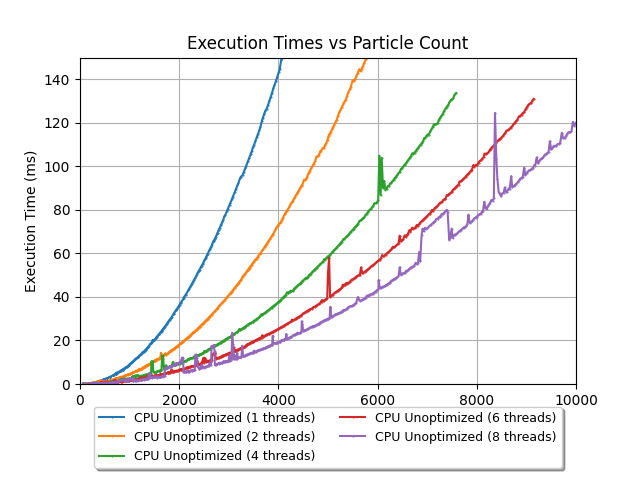 Execution Times vs Particle Count
Execution Time (ms)
140
120
100
80
60
40
20
0
0 2000 4000 6000 8000 10000
CPU Unoptimized (1 threads) CPU Unoptimized (6 threads)
CPU Unoptimized (2 threads) CPU Unoptimized (8 threads)
CPU Unoptimized (4 threads)